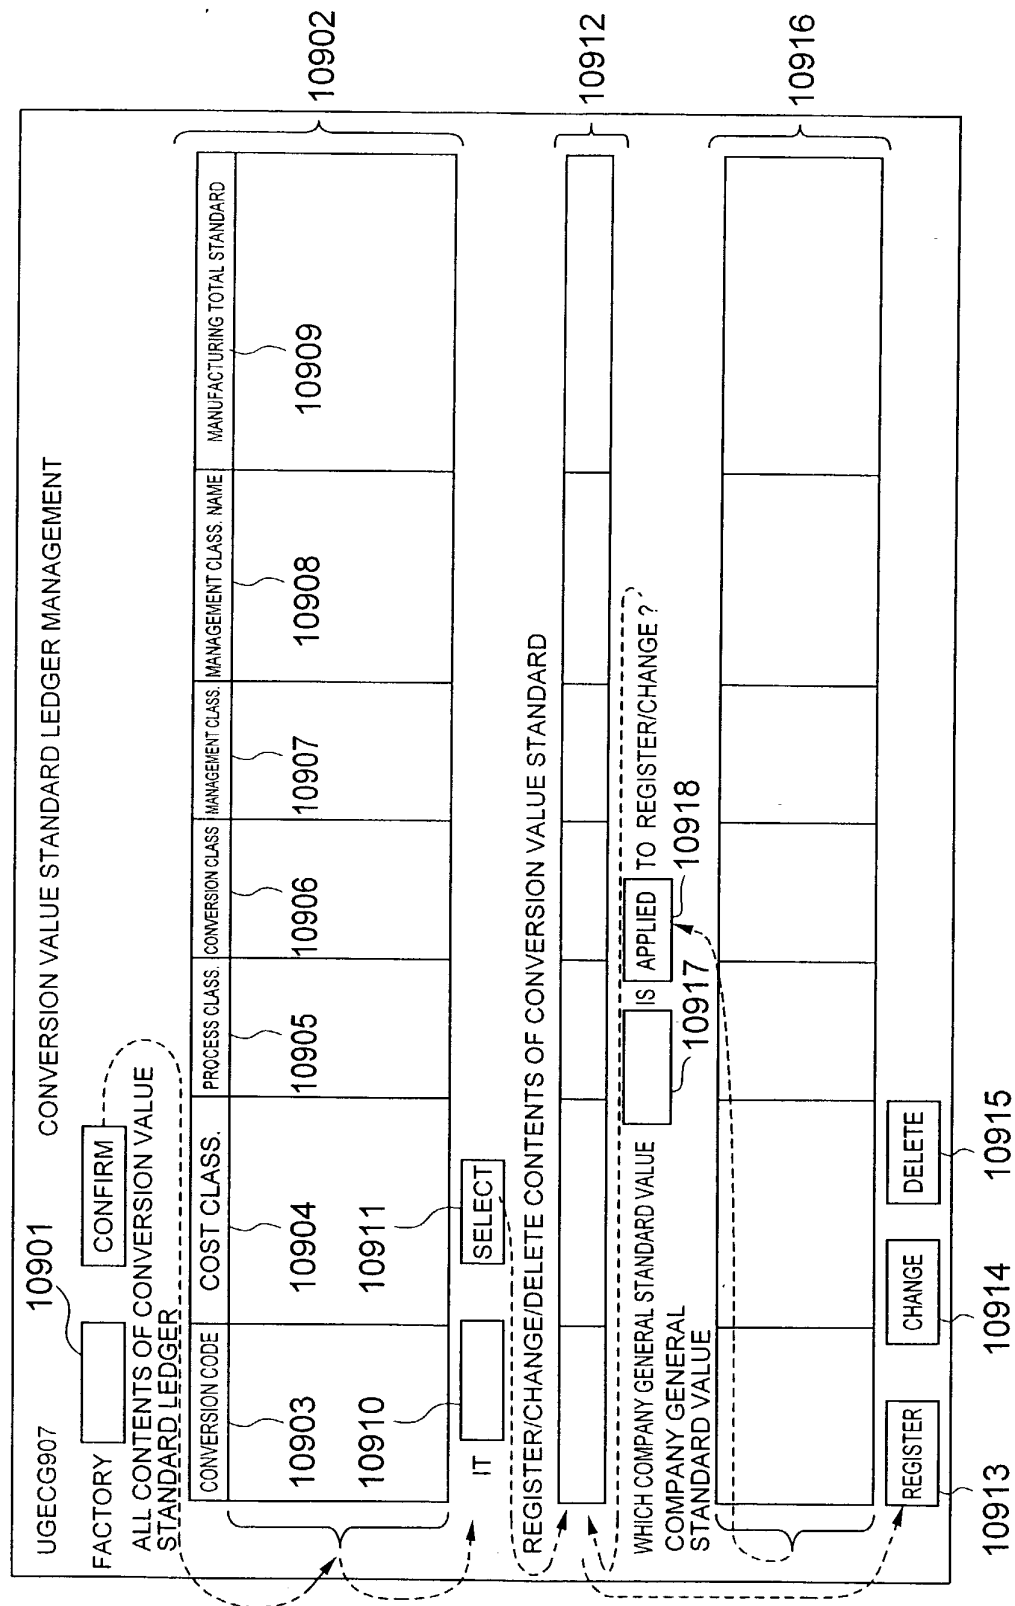 UGECG907
CONVERSION VALUE STANDARD LEDGER MANAGEMENT
10901
FACTORY
CONFIRM
ALL CONTENTS OF CONVERSION VALUE
STANDARD LEDGER
10902
CONVERSION CODE
COST CLASS.
PROCESS CLASS.
CONVERSION CLASS
MANAGEMENT CLASS.
MANAGEMENT CLASS. NAME
MANUFACTURING TOTAL STANDARD
10903
10904
10905
10906
10907
10908
10909
10910
10911
IT
SELECT
REGISTER/CHANGE/DELETE CONTENTS OF CONVERSION VALUE STANDARD
10912
WHICH COMPANY GENERAL STANDARD VALUE
IS
APPLIED
TO REGISTER/CHANGE ?
10917
10918
COMPANY GENERAL
STANDARD VALUE
10916
REGISTER
CHANGE
DELETE
10913
10914
10915